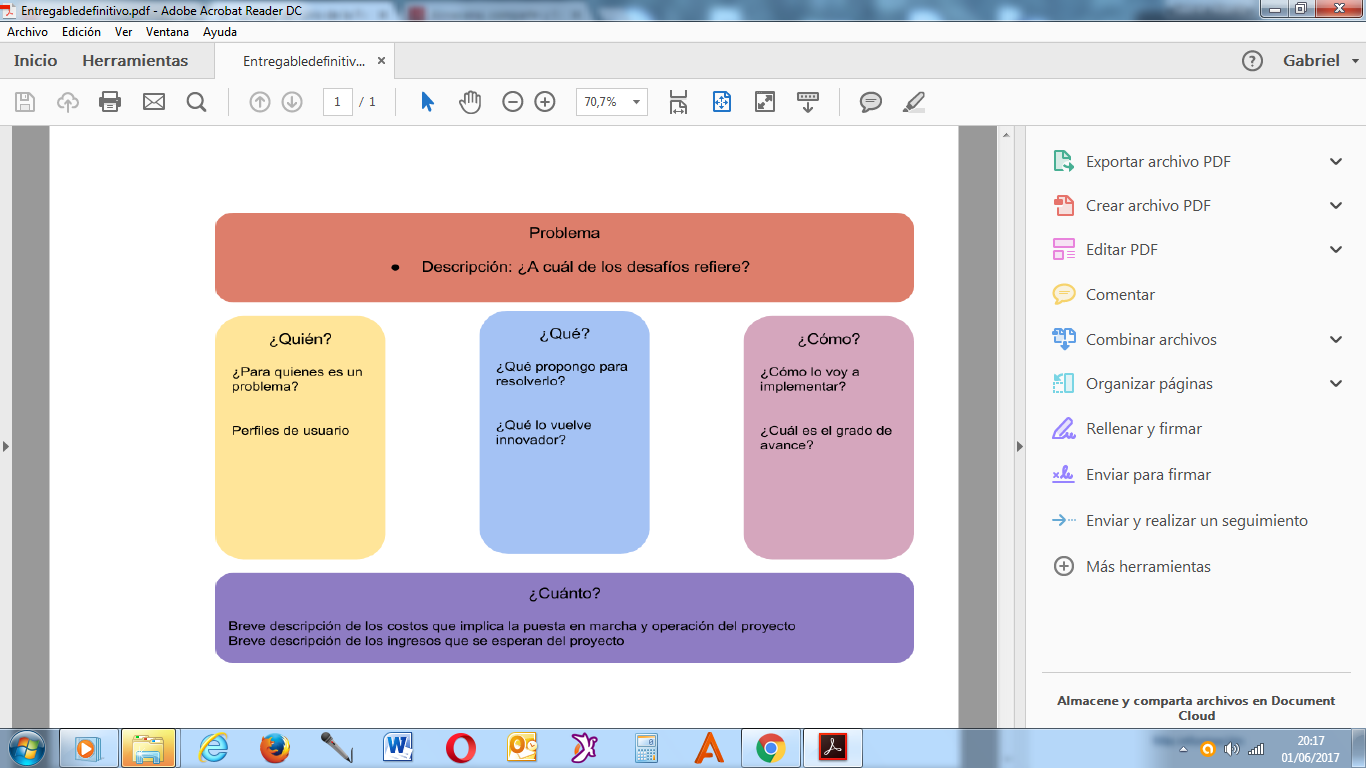 Entregabledefinitivo.pdf - Adobe Acrobat Reader DC
Archivo Edición Ver Ventana Ayuda
Inicio Herramientas Entregabledefinitiv... × ? Gabriel
1 / 1 70,7%
Problema
● Descripción: ¿A cuál de los desafíos refiere?
¿Quién?
¿Para quienes es un
problema?
Perfiles de usuario
¿Qué?
¿Qué propongo para
resolverlo?
¿Qué lo vuelve
innovador?
¿Cómo?
¿Cómo lo voy a
implementar?
¿Cuál es el grado de
avance?
¿Cuánto?
Breve descripción de los costos que implica la puesta en marcha y operación del proyecto
Breve descripción de los ingresos que se esperan del proyecto
Exportar archivo PDF
Crear archivo PDF
Editar PDF
Comentar
Combinar archivos
Organizar páginas
Rellenar y firmar
Enviar para firmar
Enviar y realizar un seguimiento
Más herramientas
Almacene y comparta archivos en Document
Cloud
20:17
01/06/2017